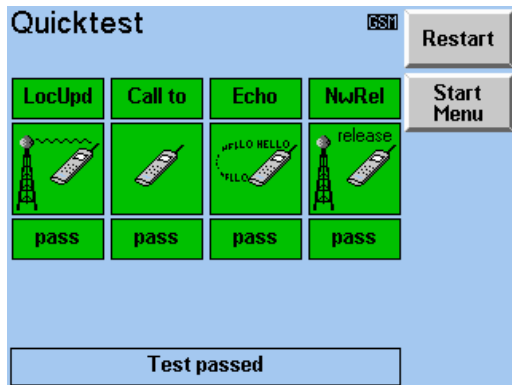 Quicktest
GSM
Restart
Start
Menu
LocUpd
Call to
Echo
NwRel
HELLO HELLO
release
pass
pass
pass
pass
Test passed